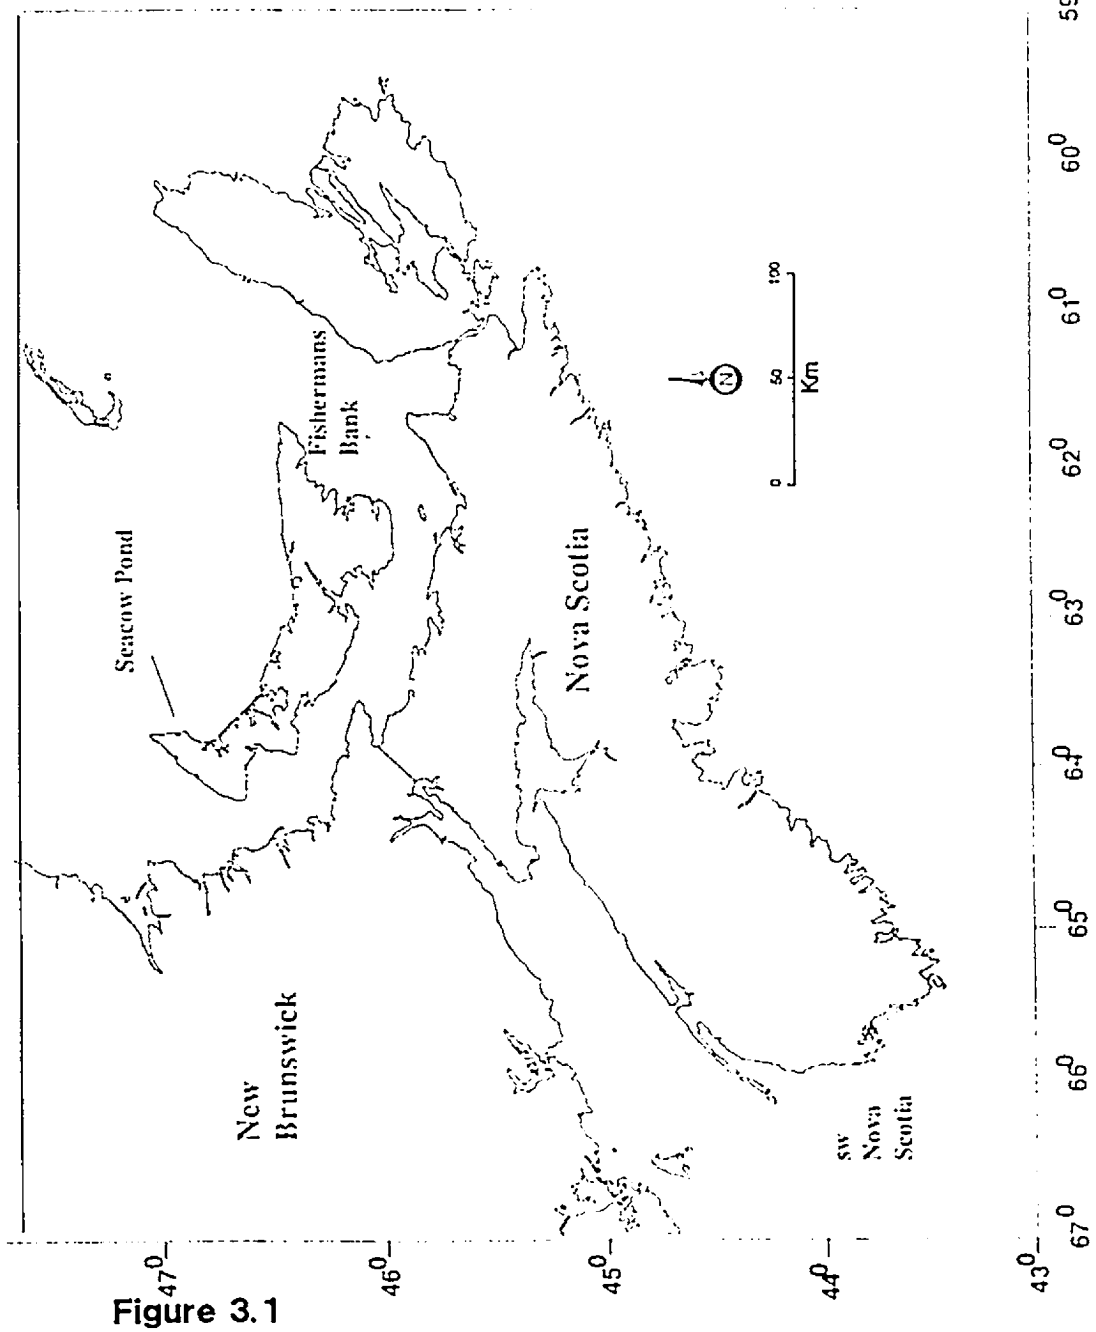 Seacow Pond
Fishermans
Bank
New
Brunswick
Nova Scotia
sw
Nova
Scotia
N
0 50 100
Km
47⁰
46⁰
45⁰
44⁰
43⁰
67⁰ 66⁰ 65⁰ 64⁰ 63⁰ 62⁰ 61⁰ 60⁰ 59
Figure 3.1